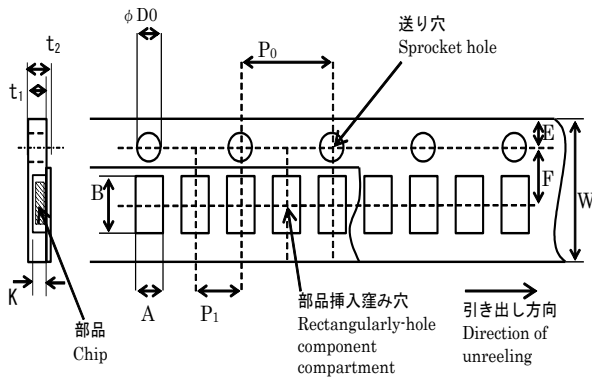 φD0
t2
P0
送り穴
Sprocket hole
t1
E
B
F
W
K
A
P1
部品
Chip
部品挿入窪み穴
Rectangularly-hole
component
compartment
引き出し方向
Direction of
unreeling